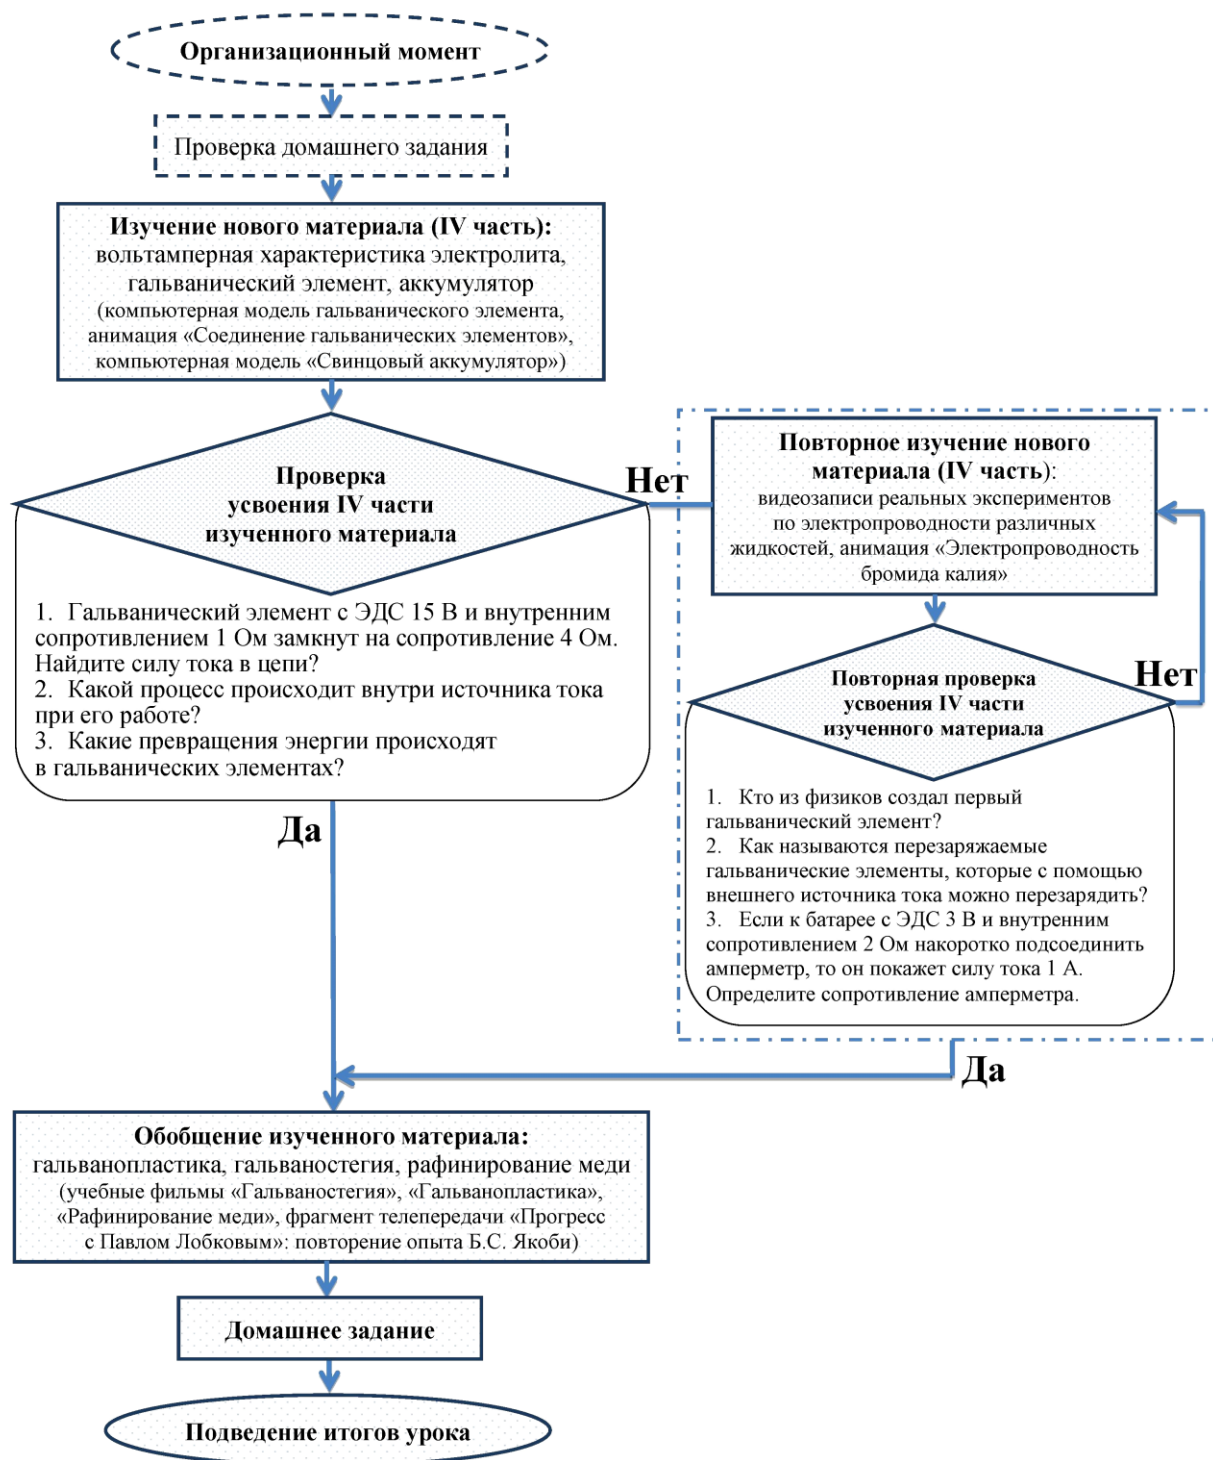 Организационный момент
Проверка домашнего задания
Изучение нового материала (IV часть):
вольтамперная характеристика электролита,
гальванический элемент, аккумулятор
(компьютерная модель гальванического элемента,
анимация «Соединение гальванических элементов»,
компьютерная модель «Свинцовый аккумулятор»)
Проверка
усвоения IV части
изученного материала
Нет
1. Гальванический элемент с ЭДС 15 В и внутренним
сопротивлением 1 Ом замкнут на сопротивление 4 Ом.
Найдите силу тока в цепи?
2. Какой процесс происходит внутри источника тока
при его работе?
3. Какие превращения энергии происходят
в гальванических элементах?
Да
Повторное изучение нового
материала (IV часть):
видеозаписи реальных экспериментов
по электропроводности различных
жидкостей, анимация «Электропроводность
бромида калия»
Повторная проверка
усвоения IV части
изученного материала
Нет
1. Кто из физиков создал первый
гальванический элемент?
2. Как называются перезаряжаемые
гальванические элементы, которые с помощью
внешнего источника тока можно перезарядить?
3. Если к батарее с ЭДС 3 В и внутренним
сопротивлением 2 Ом накоротко подсоединить
амперметр, то он покажет силу тока 1 А.
Определите сопротивление амперметра.
Да
Обобщение изученного материала:
гальванопластика, гальваностегия, рафинирование меди
(учебные фильмы «Гальваностегия», «Гальванопластика»,
«Рафинирование меди», фрагмент телепередачи «Прогресс
с Павлом Лобковым»: повторение опыта Б.С. Якоби)
Домашнее задание
Подведение итогов урока